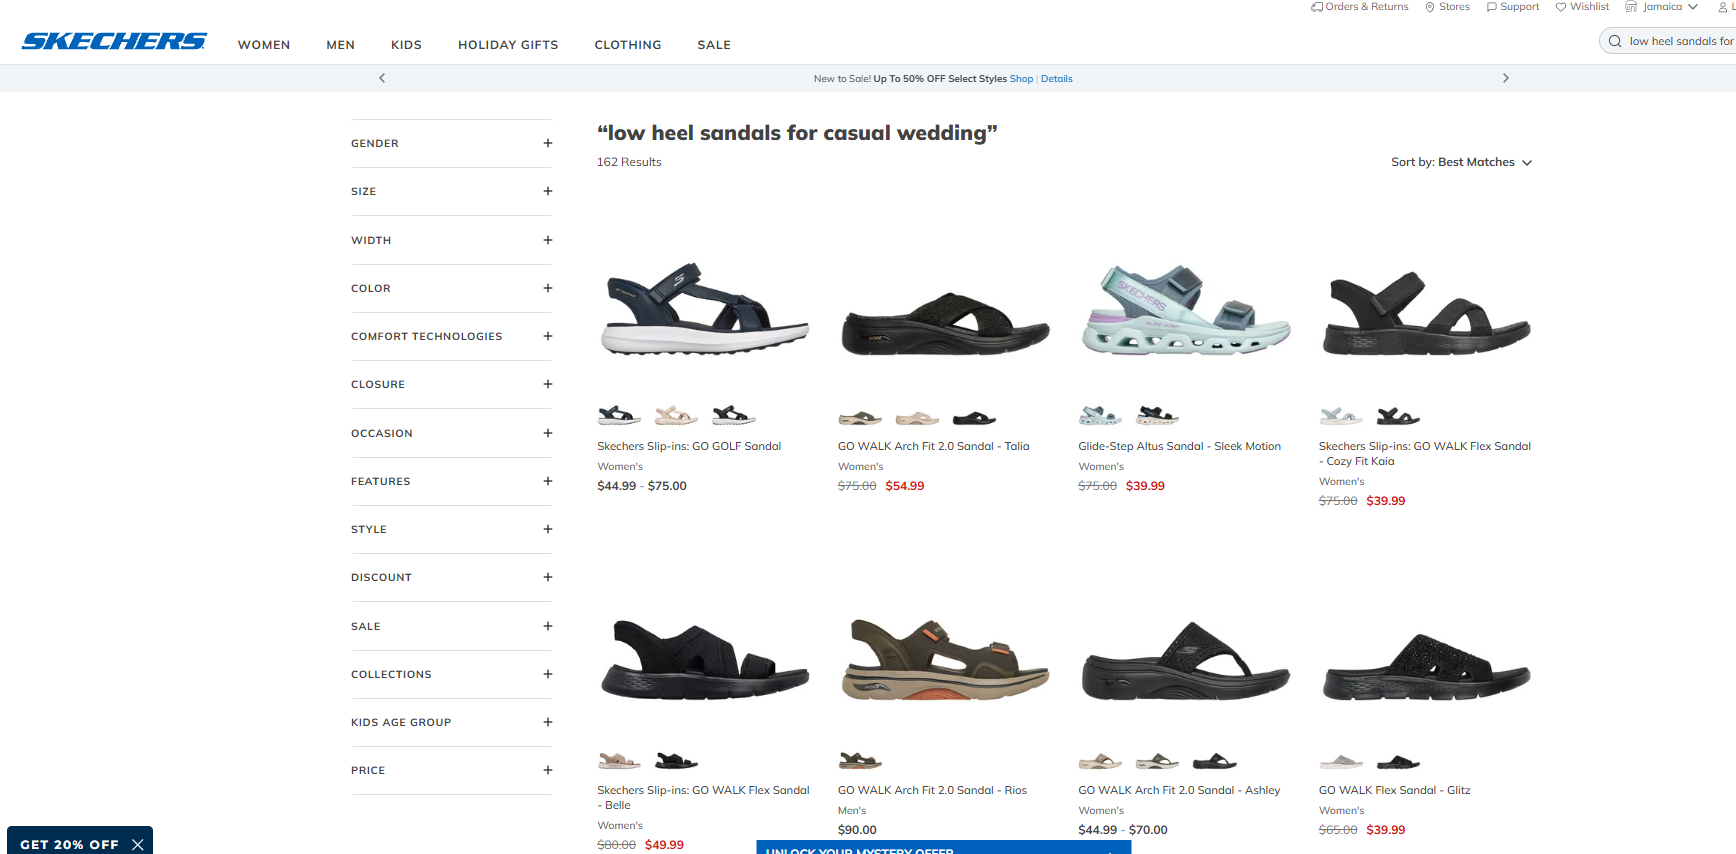 Orders & Returns
Stores
Support
Wishlist
Jamaica
SKECHERS
WOMEN
MEN
KIDS
HOLIDAY GIFTS
CLOTHING
SALE
low heel sandals for
New to Sale! Up To 50% OFF Select Styles Shop | Details
GENDER
SIZE
WIDTH
COLOR
COMFORT TECHNOLOGIES
CLOSURE
OCCASION
FEATURES
STYLE
DISCOUNT
SALE
COLLECTIONS
KIDS AGE GROUP
PRICE
“low heel sandals for casual wedding”
162 Results
Sort by: Best Matches
SKECHERS
Skechers Slip-ins: GO GOLF Sandal
Women's
$44.99 - $75.00
GO WALK Arch Fit 2.0 Sandal - Talia
Women's
$75.00 $54.99
Glide-Step Altus Sandal - Sleek Motion
Women's
$75.00 $39.99
Skechers Slip-ins: GO WALK Flex Sandal
- Cozy Fit Kaia
Women's
$75.00 $39.99
Skechers Slip-ins: GO WALK Flex Sandal
- Belle
Women's
$80.00 $49.99
GO WALK Arch Fit 2.0 Sandal - Rios
Men's
$90.00
GO WALK Arch Fit 2.0 Sandal - Ashley
Women's
$44.99 - $70.00
GO WALK Flex Sandal - Glitz
Women's
$65.00 $39.99
GET 20% OFF
UNLOCK YOUR MYSTERY OFFER